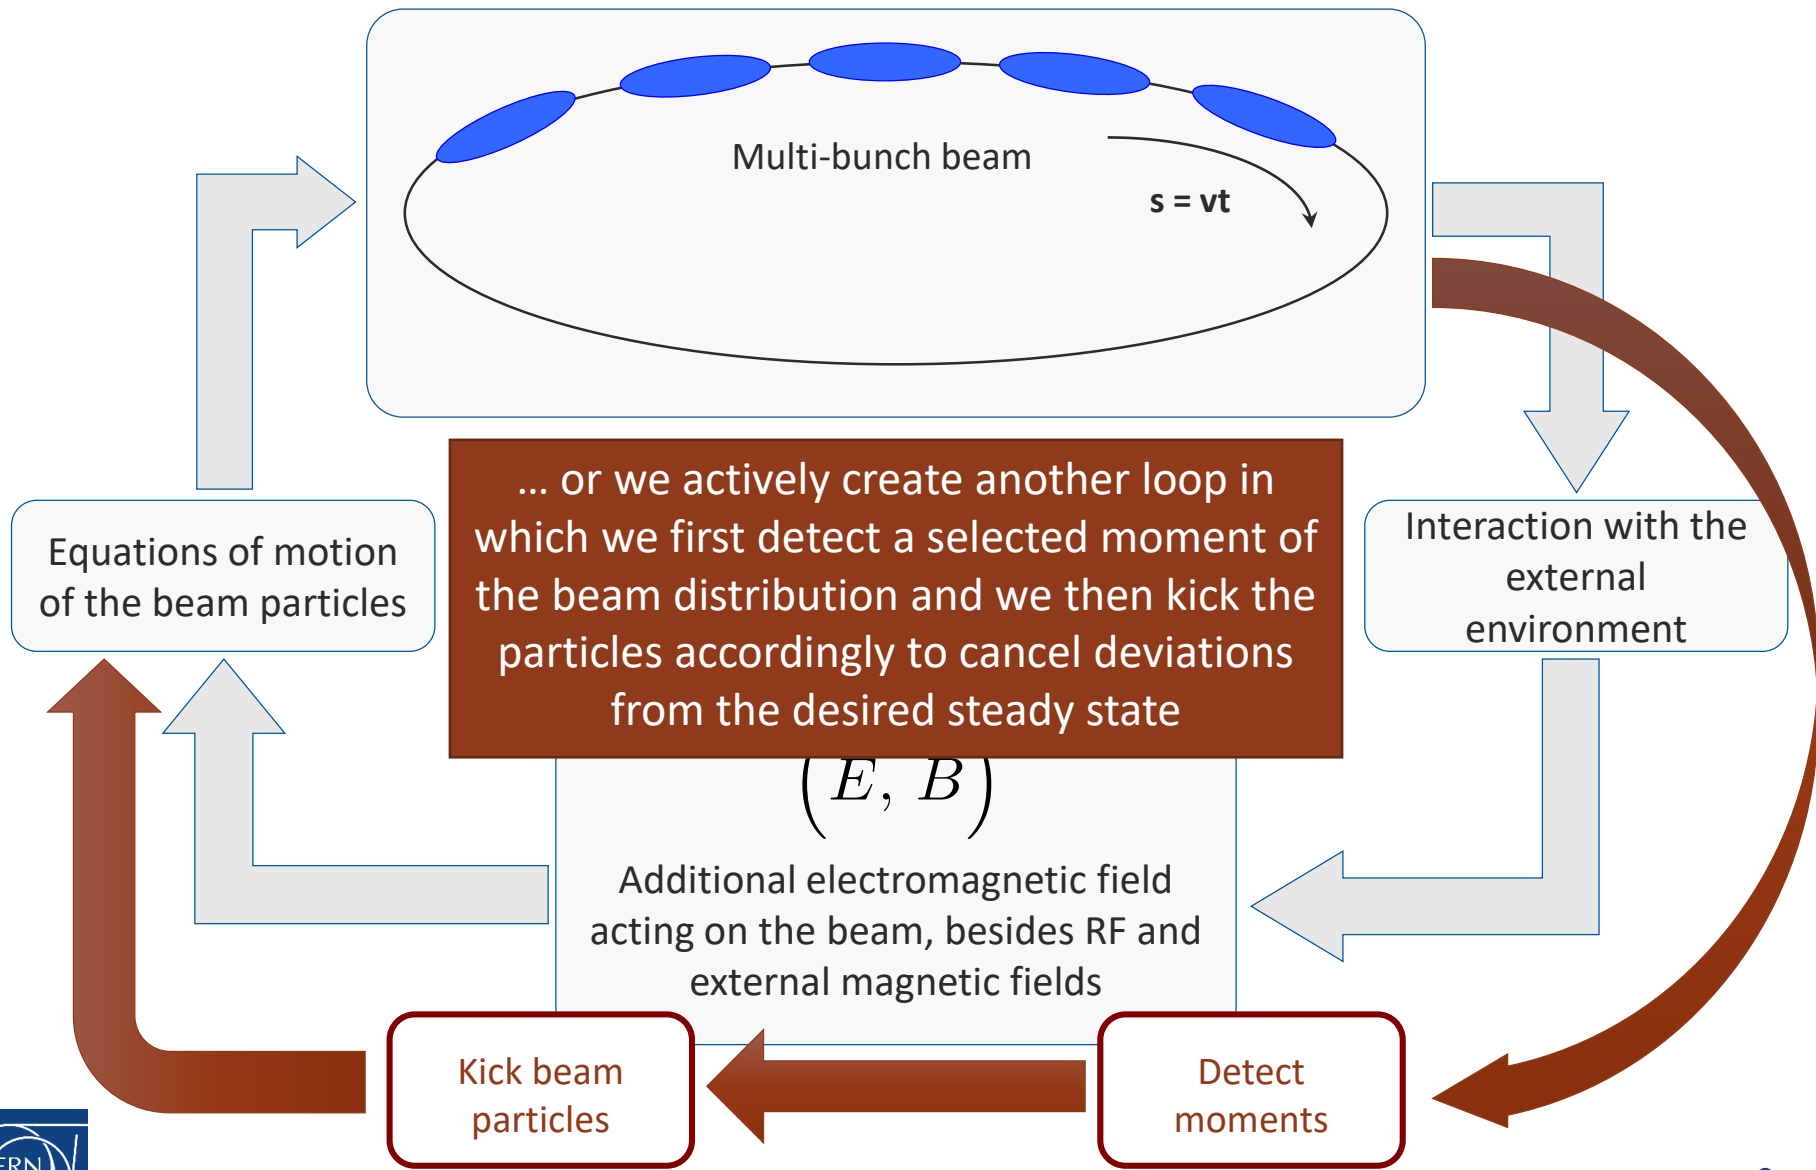 Multi-bunch beam
s = vt
... or we actively create another loop in
which we first detect a selected moment of
the beam distribution and we then kick the
particles accordingly to cancel deviations
from the desired steady state
Equations of motion
of the beam particles
Interaction with the
external
environment
(E, B)
Additional electromagnetic field
acting on the beam, besides RF and
external magnetic fields
Kick beam
particles
Detect
moments